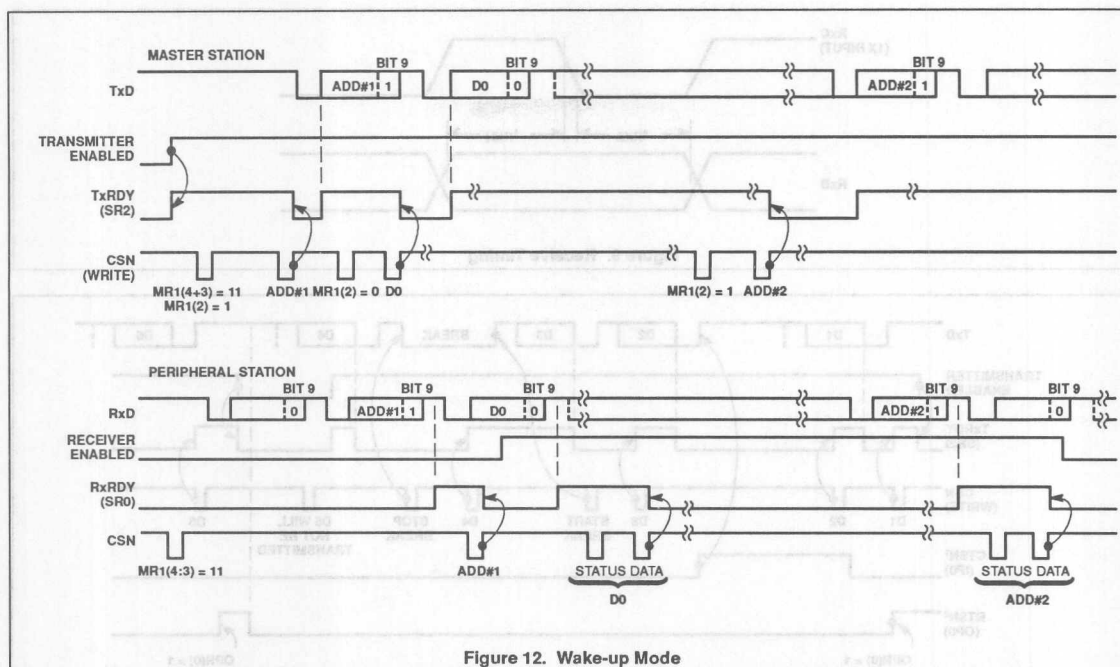 MASTER STATION
BIT 9 BIT 9 BIT 9
TxD ADD#1 1 D0 0 ADD#2 1
TRANSMITTER
ENABLED
TxRDY
(SR2)
CSN
(WRITE)
MR1(4+3) = 11 ADD#1 MR1(2) = 0 D0 MR1(2) = 1 ADD#2
MR1(2) = 1
PERIPHERAL STATION
BIT 9 BIT 9 BIT 9 BIT 9 BIT 9
RxD 0 ADD#1 1 D0 0 ADD#2 1 0
RECEIVER
ENABLED
RxRDY
(SR0)
CSN
MR1(4:3) = 11 ADD#1 STATUS DATA STATUS DATA
D0 ADD#2
Figure 12. Wake-up Mode